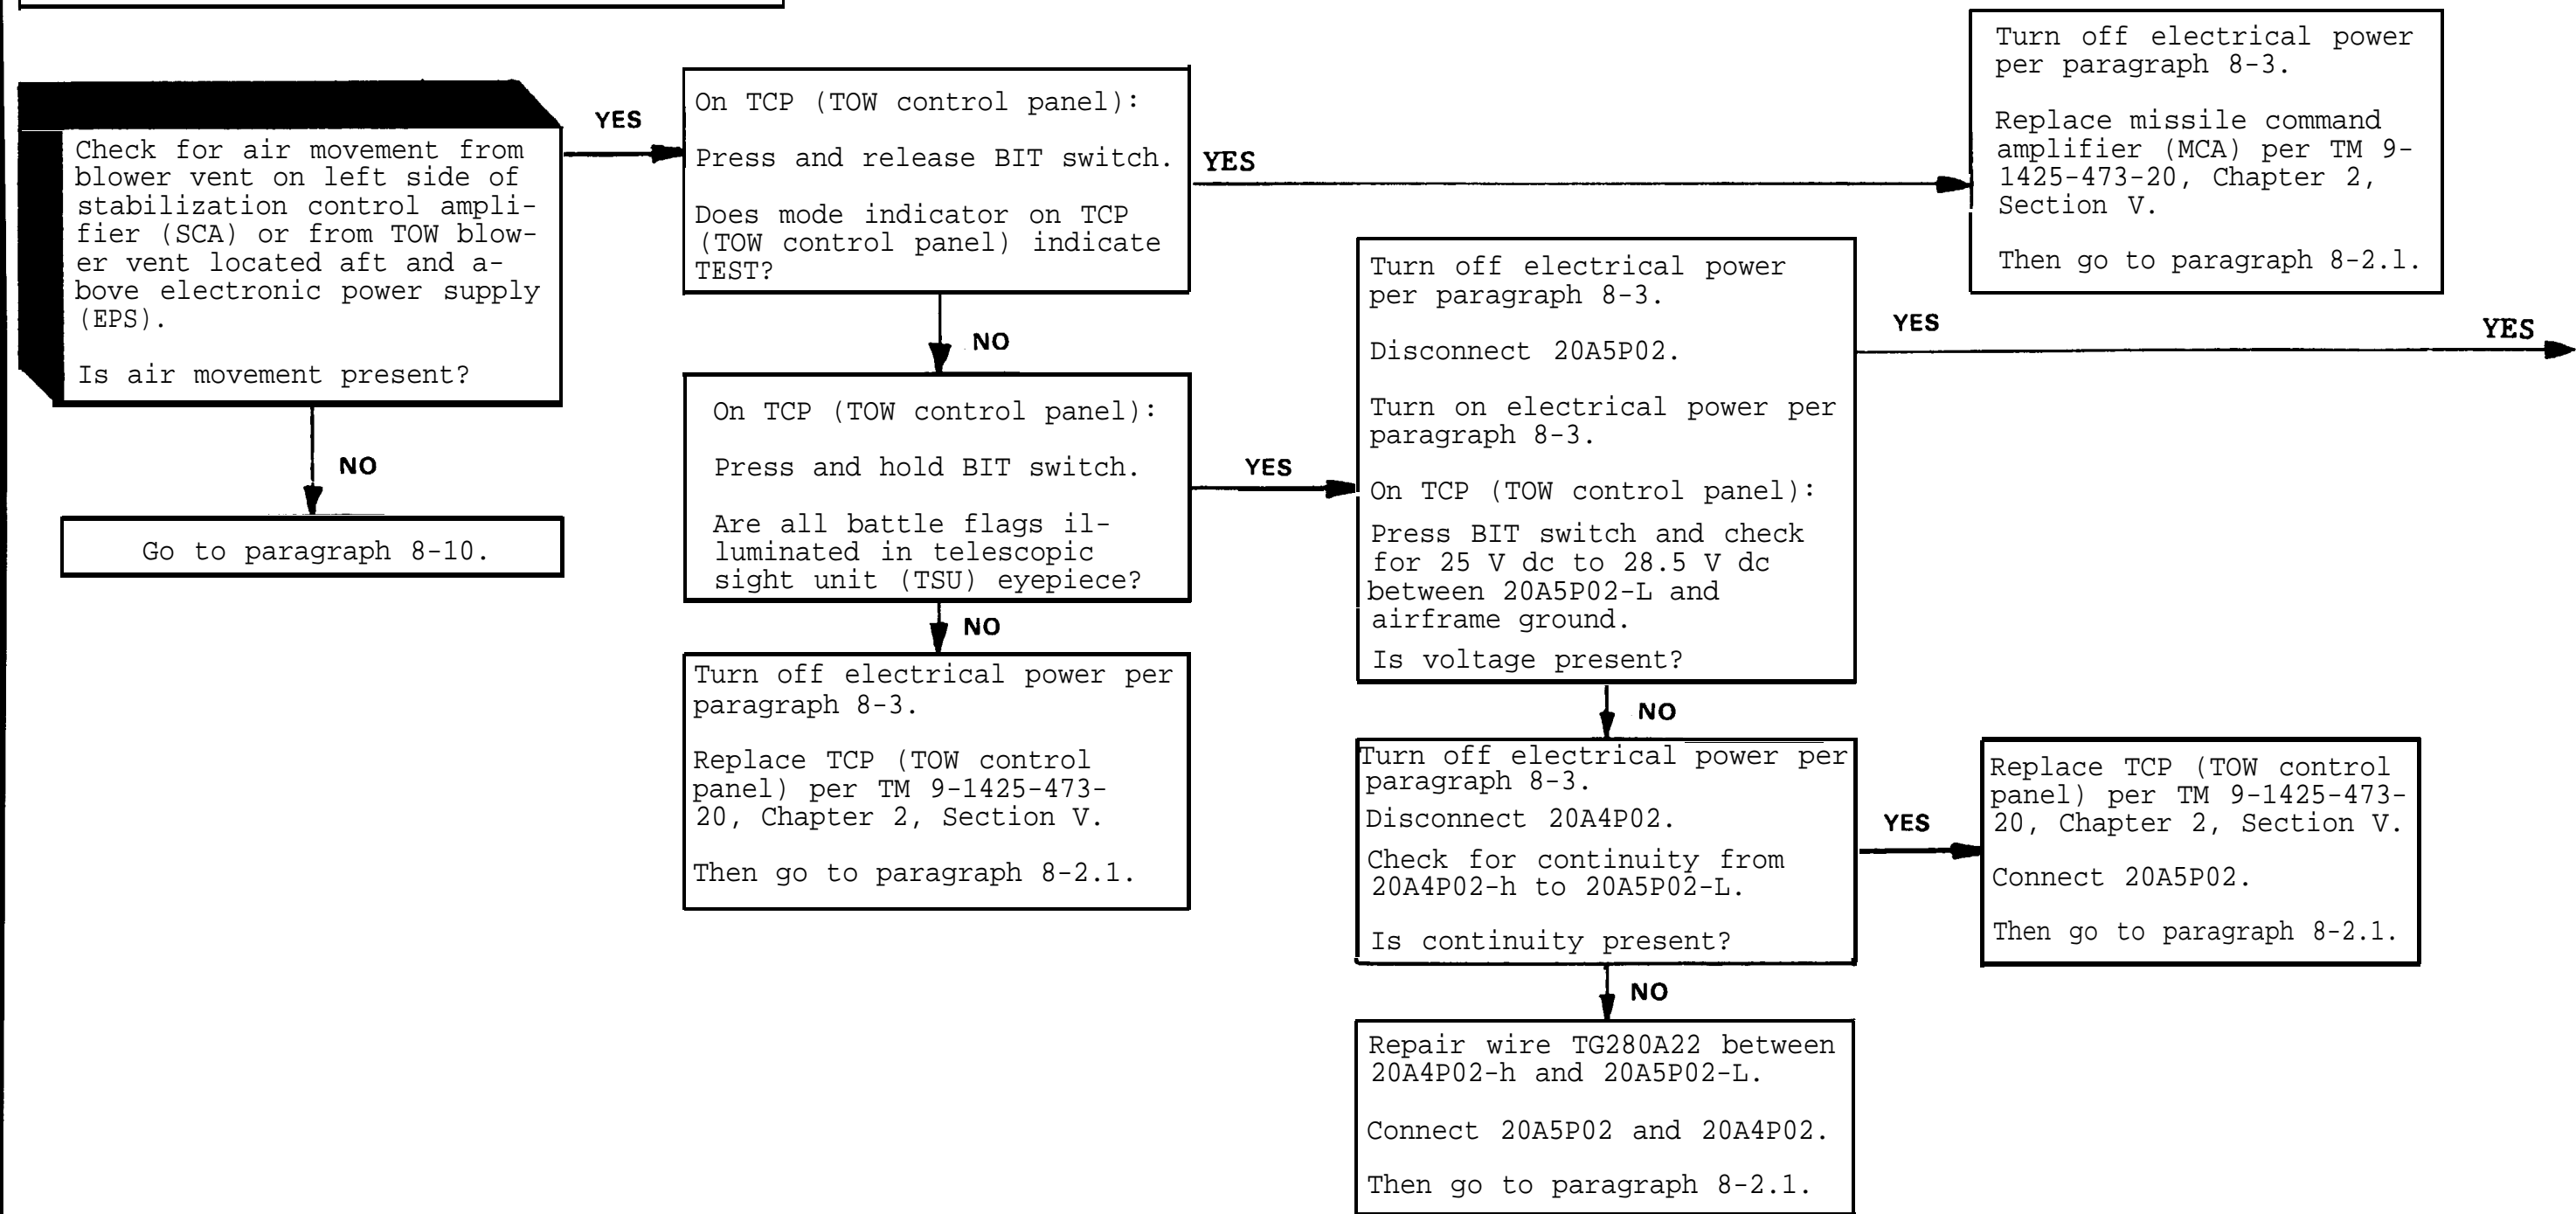 Check for air movement from
blower vent on left side of
stabilization control ampli-
fier (SCA) or from TOW blow-
er vent located aft and a-
bove electronic power supply
(EPS).
Is air movement present?
YES
NO
Go to paragraph 8-10.
On TCP (TOW control panel):
Press and release BIT switch.
Does mode indicator on TCP
(TOW control panel) indicate
TEST?
YES
NO
Turn off electrical power
per paragraph 8-3.
Replace missile command
amplifier (MCA) per TM 9-
1425-473-20, Chapter 2,
Section V.
Then go to paragraph 8-2.l.
On TCP (TOW control panel):
Press and hold BIT switch.
Are all battle flags il-
luminated in telescopic
sight unit (TSU) eyepiece?
YES
NO
Turn off electrical power per
paragraph 8-3.
Replace TCP (TOW control
panel) per TM 9-1425-473-
20, Chapter 2, Section V.
Then go to paragraph 8-2.1.
Turn off electrical power
per paragraph 8-3.
Disconnect 20A5P02.
Turn on electrical power per
paragraph 8-3.
On TCP (TOW control panel):
Press BIT switch and check
for 25 V dc to 28.5 V dc
between 20A5P02-L and
airframe ground.
Is voltage present?
YES
YES
NO
Turn off electrical power per
paragraph 8-3.
Disconnect 20A4P02.
Check for continuity from
20A4P02-h to 20A5P02-L.
Is continuity present?
YES
NO
Replace TCP (TOW control
panel) per TM 9-1425-473-
20, Chapter 2, Section V.
Connect 20A5P02.
Then go to paragraph 8-2.1.
Repair wire TG280A22 between
20A4P02-h and 20A5P02-L.
Connect 20A5P02 and 20A4P02.
Then go to paragraph 8-2.1.